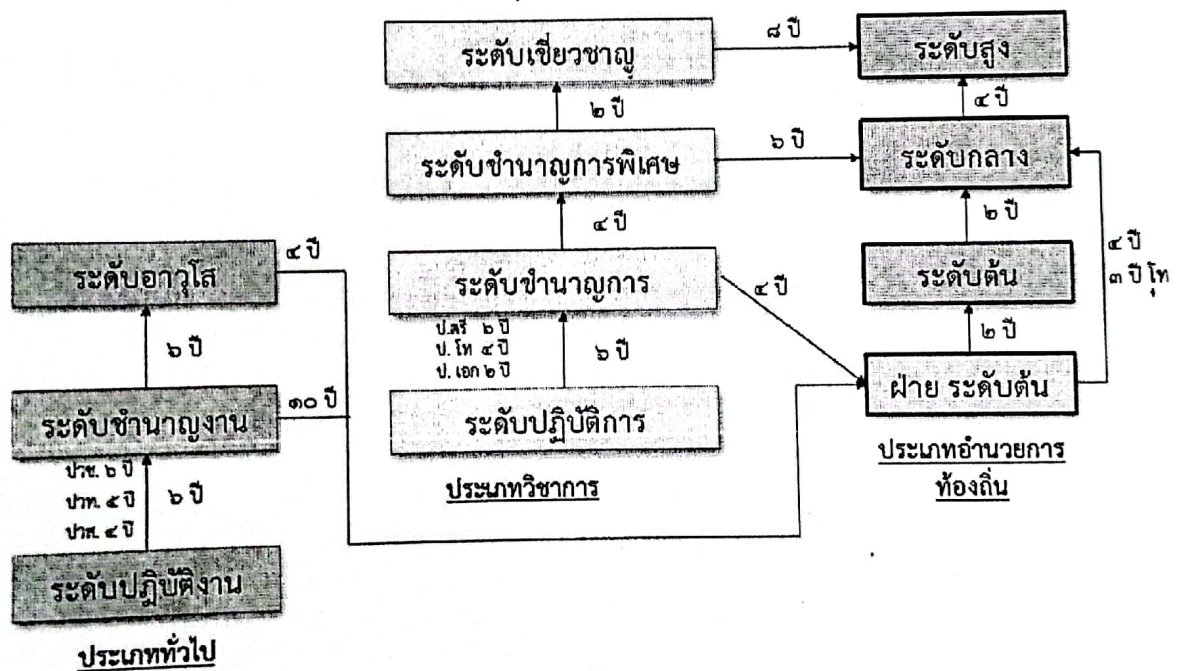 ระดับเชี่ยวชาญ
๘ ปี
ระดับสูง
๒ ปี
๔ ปี
ระดับชำนาญการพิเศษ
๖ ปี
ระดับกลาง
๔ ปี
๒ ปี
๔ ปี
๓ ปี โท
ระดับอาวุโส
๔ ปี
ระดับชำนาญการ
๔ ปี
ระดับต้น
๖ ปี
ป.ตรี ๖ ปี
ป. โท ๔ ปี
ป. เอก ๒ ปี
๖ ปี
๒ ปี
ระดับชำนาญงาน
๑๐ ปี
ระดับปฏิบัติการ
ฝ่าย ระดับต้น
ปวช. ๖ ปี
ปวท. ๕ ปี
ปวส. ๔ ปี
๖ ปี
ประเภทวิชาการ
ประเภทอำนวยการ
ท้องถิ่น
ระดับปฏิบัติงาน
ประเภททั่วไป